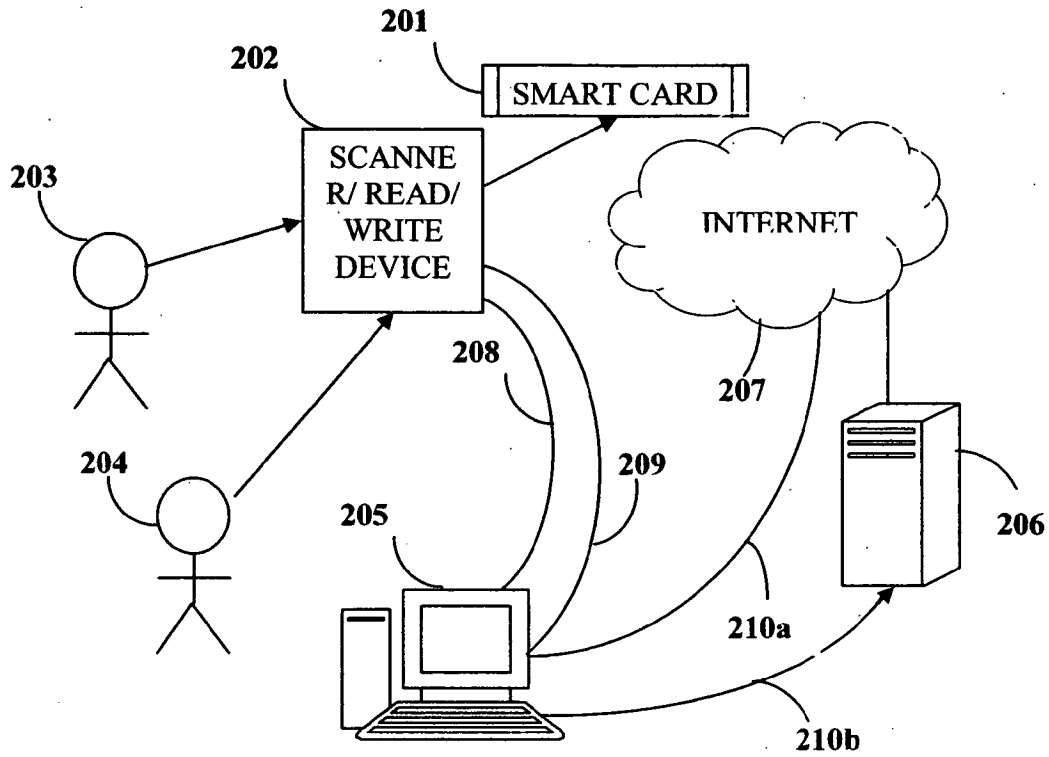 201
202
SMART CARD
SCANNE
R/ READ/
WRITE
DEVICE
203
INTERNET
208
207
204
209
205
206
210a
210b